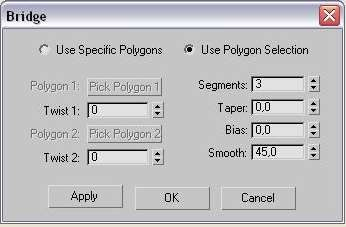 Bridge
Use Specific Polygons Use Polygon Selection
Polygon 1: Pick Polygon 1 Segments: 3
Twist 1: 0 Taper: 0,0
Polygon 2: Pick Polygon 2 Bias: 0,0
Twist 2: 0 Smooth: 45,0
Apply OK Cancel